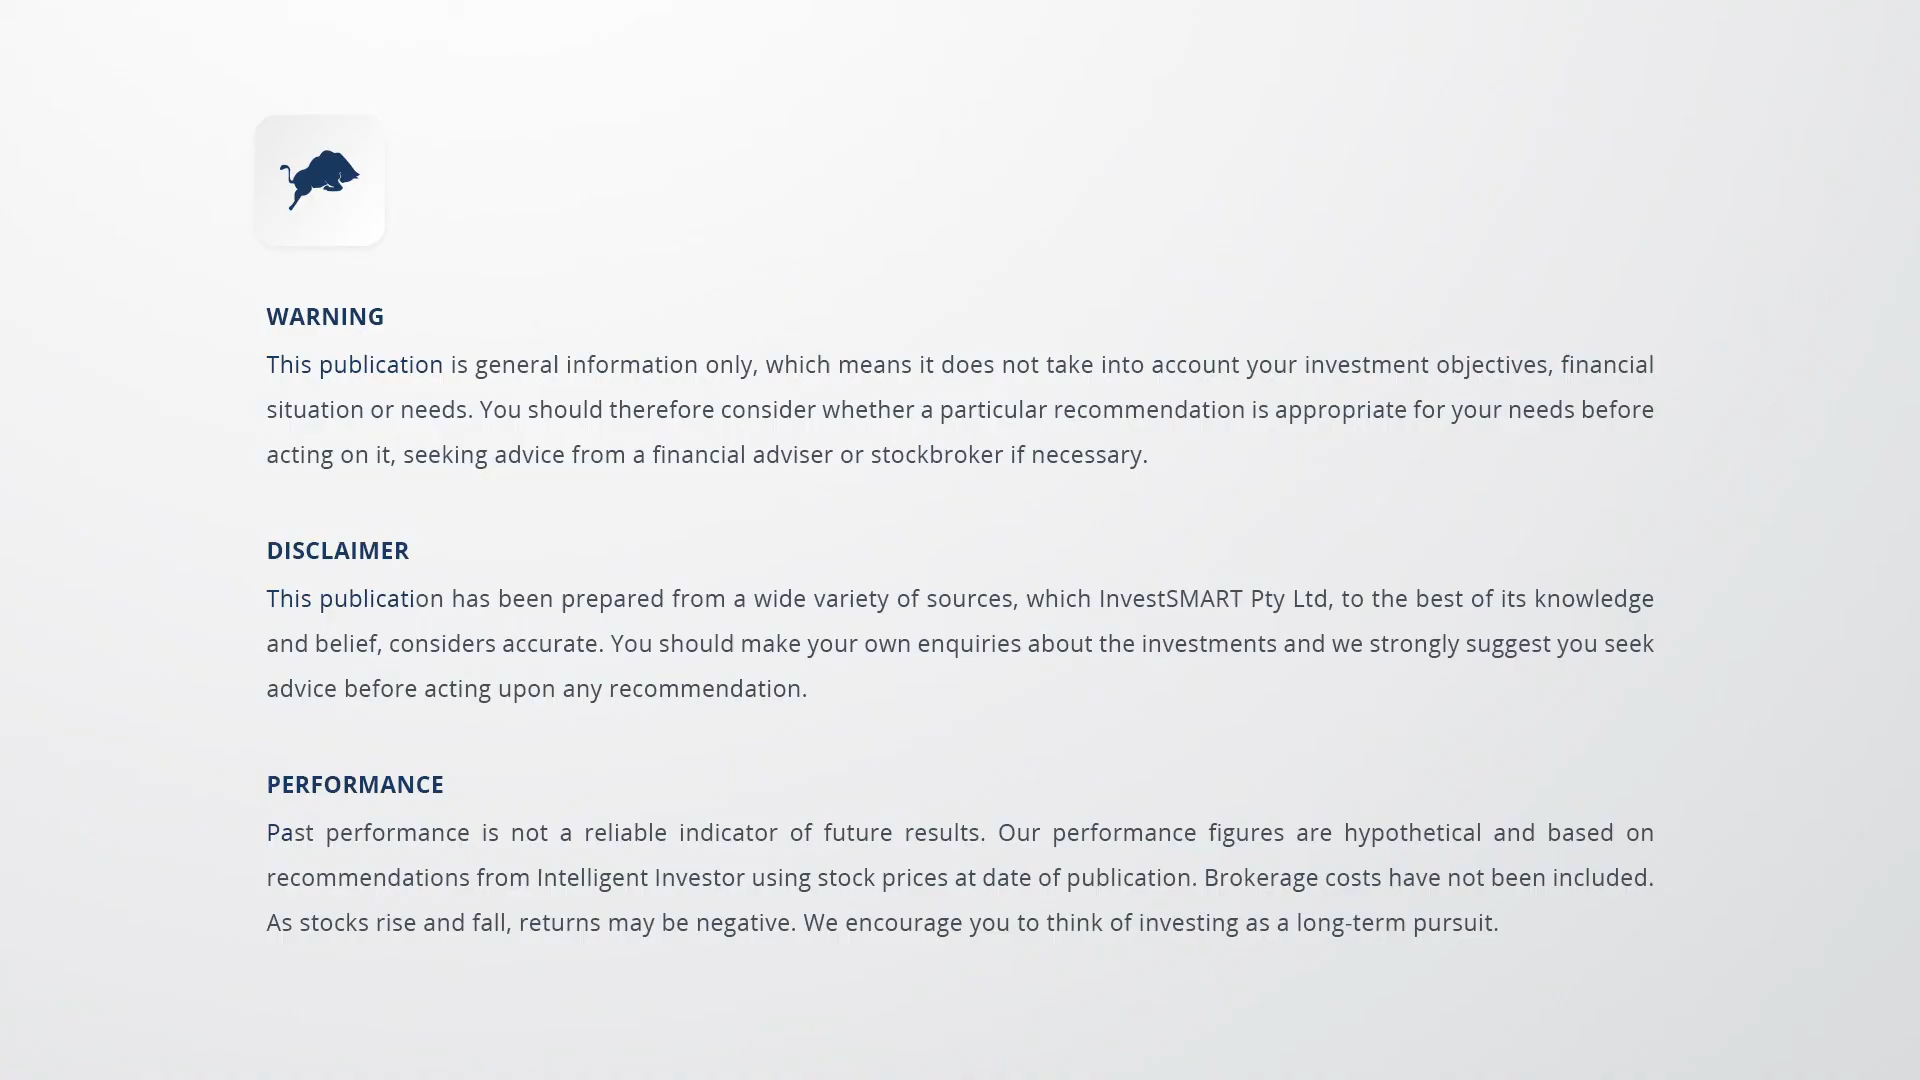 WARNING
This publication is general information only, which means it does not take into account your investment objectives, financial
situation or needs. You should therefore consider whether a particular recommendation is appropriate for your needs before
acting on it, seeking advice from a financial adviser or stockbroker if necessary.
DISCLAIMER
This publication has been prepared from a wide variety of sources, which InvestSMART Pty Ltd, to the best of its knowledge
and belief, considers accurate. You should make your own enquiries about the investments and we strongly suggest you seek
advice before acting upon any recommendation.
PERFORMANCE
Past performance is not a reliable indicator of future results. Our performance figures are hypothetical and based on
recommendations from Intelligent Investor using stock prices at date of publication. Brokerage costs have not been included.
As stocks rise and fall, returns may be negative. We encourage you to think of investing as a long-term pursuit.